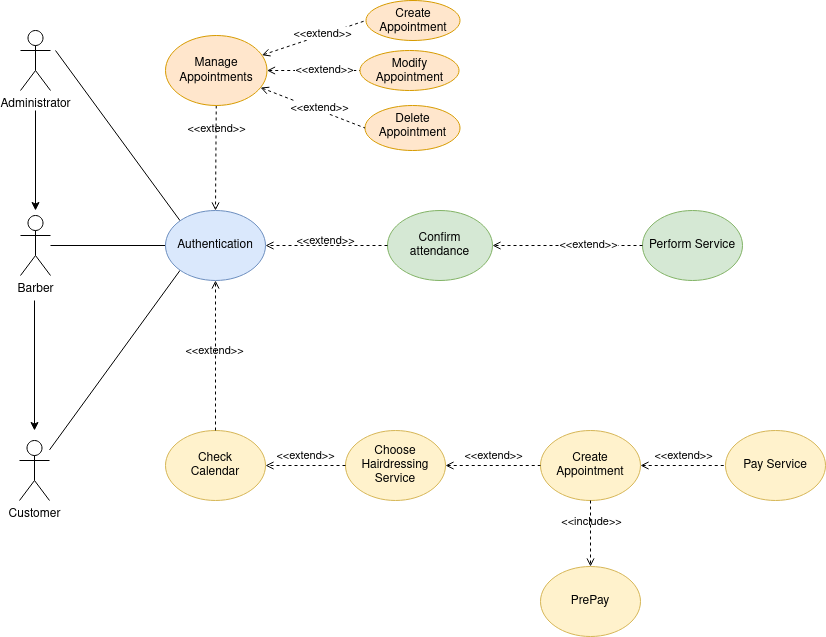 Create
Appointment
<<extend>>
Manage
Appointments
<<extend>>
Modify
Appointment
Administrator
<<extend>>
Delete
Appointment
<<extend>>
Authentication
<<extend>>
Confirm
attendance
<<extend>>
Perform Service
Barber
<<extend>>
Check
Calendar
<<extend>>
Choose
Hairdressing
Service
<<extend>>
Create
Appointment
<<extend>>
Pay Service
Customer
<<include>>
PrePay